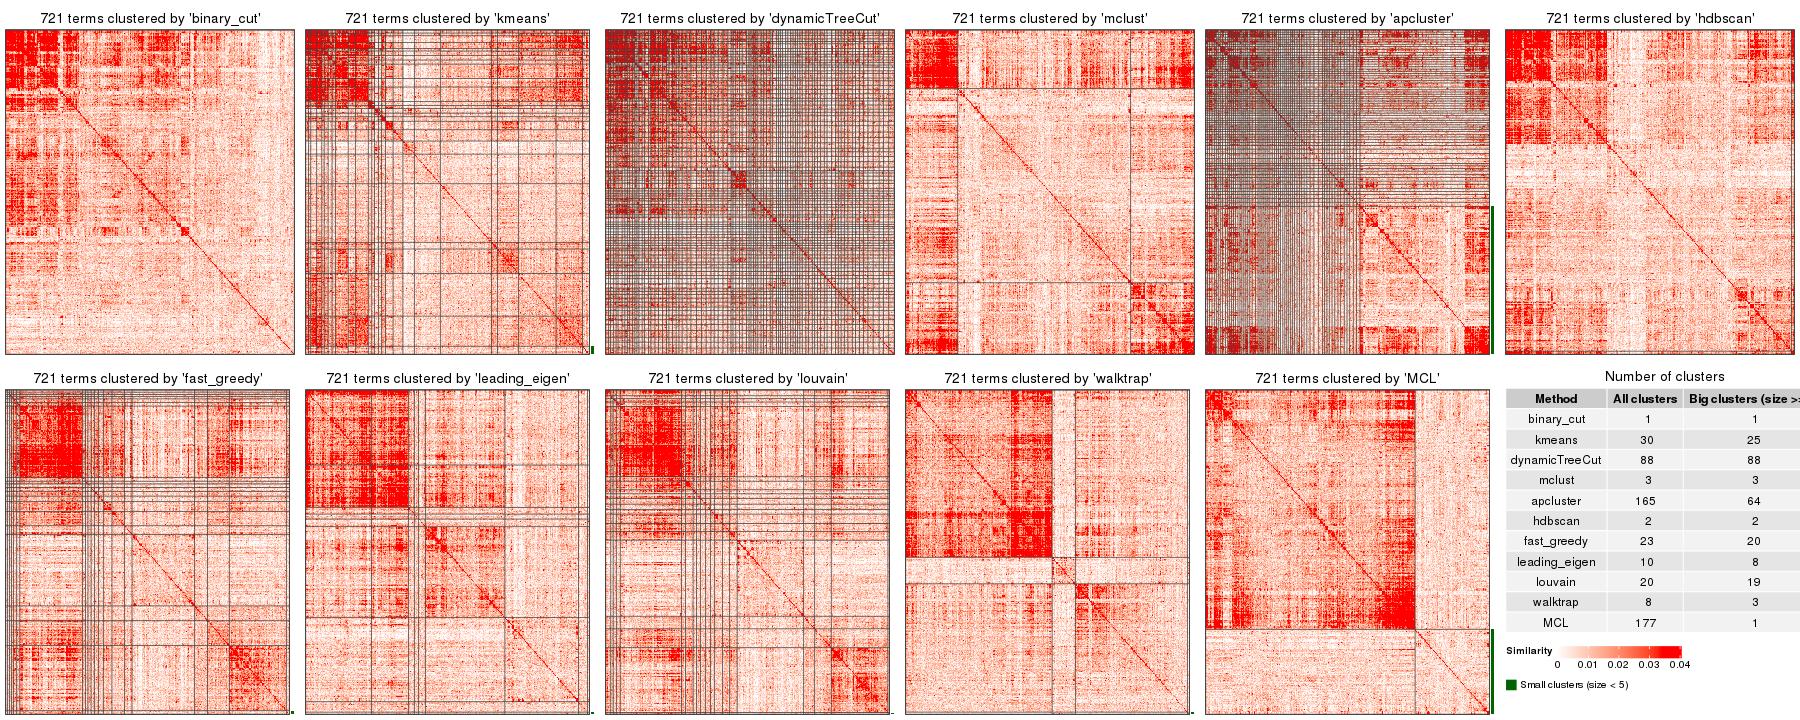 721 terms clustered by 'binary_cut'
721 terms clustered by 'kmeans'
721 terms clustered by 'dynamicTreeCut'
721 terms clustered by 'mclust'
721 terms clustered by 'apcluster'
721 terms clustered by 'hdbscan'
721 terms clustered by 'fast_greedy'
721 terms clustered by 'leading_eigen'
721 terms clustered by 'louvain'
721 terms clustered by 'walktrap'
721 terms clustered by 'MCL'
Number of clusters
Method All clusters Big clusters (size >
binary_cut 1 1
kmeans 30 25
dynamicTreeCut 88 88
mclust 3 3
apcluster 165 64
hdbscan 2 2
fast_greedy 23 20
leading_eigen 10 8
louvain 20 19
walktrap 8 3
MCL 177 1
Similarity
0 0.01 0.02 0.03 0.04
Small clusters (size < 5)